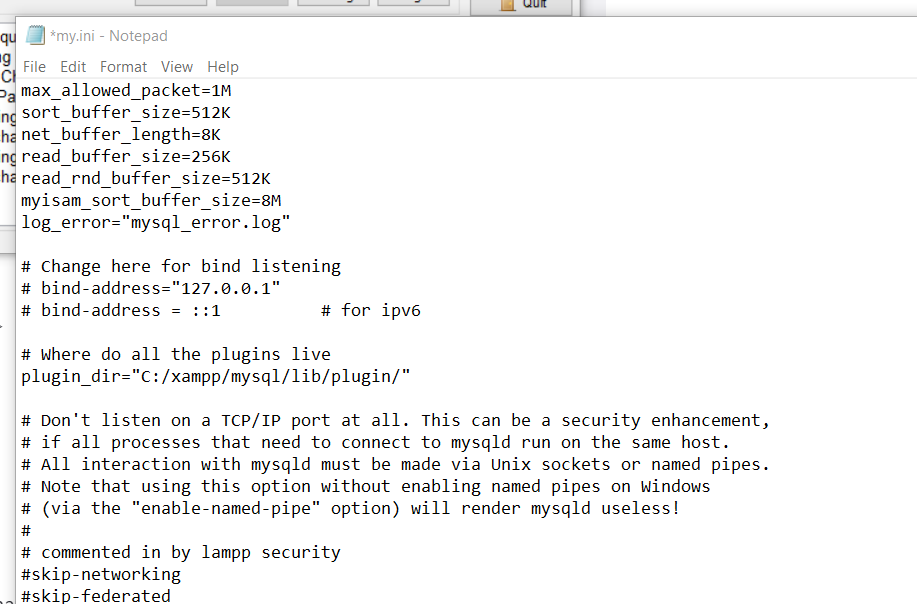 Quit
*my.ini - Notepad
File Edit Format View Help
max_allowed_packet=1M
sort_buffer_size=512K
net_buffer_length=8K
read_buffer_size=256K
read_rnd_buffer_size=512K
myisam_sort_buffer_size=8M
log_error="mysql_error.log"
# Change here for bind listening
# bind-address="127.0.0.1"
# bind-address = ::1          # for ipv6
# Where do all the plugins live
plugin_dir="C:/xampp/mysql/lib/plugin/"
# Don't listen on a TCP/IP port at all. This can be a security enhancement,
# if all processes that need to connect to mysqld run on the same host.
# All interaction with mysqld must be made via Unix sockets or named pipes.
# Note that using this option without enabling named pipes on Windows
# (via the "enable-named-pipe" option) will render mysqld useless!
#
# commented in by lampp security
#skip-networking
#skip-federated